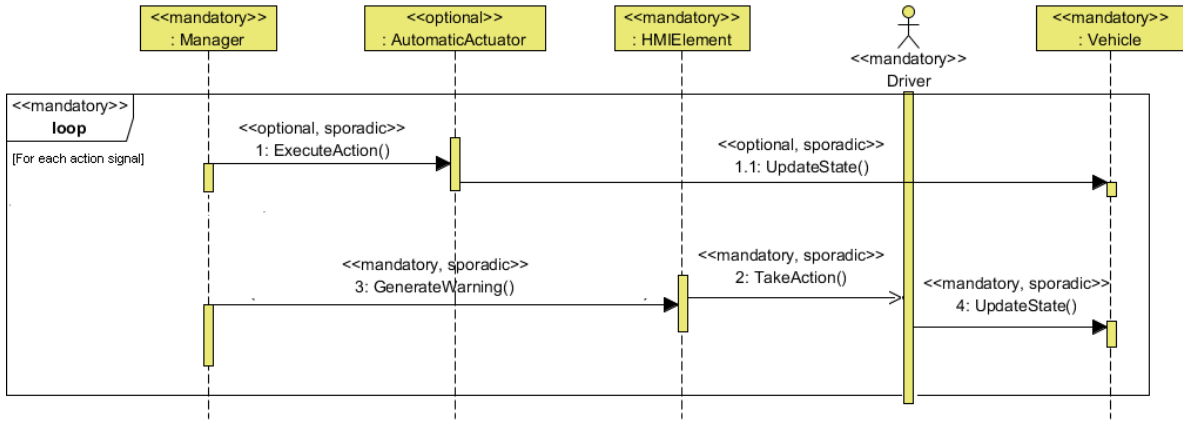 <<mandatory>>
: Manager
<<optional>>
: AutomaticActuator
<<mandatory>>
: HMIElement
<<mandatory>>
Driver
<<mandatory>>
: Vehicle
<<mandatory>>
loop
[For each action signal]
<<optional, sporadic>>
1: ExecuteAction()
<<optional, sporadic>>
1.1: UpdateState()
<<mandatory, sporadic>>
3: GenerateWarning()
<<mandatory, sporadic>>
2: TakeAction()
<<mandatory, sporadic>>
4: UpdateState()